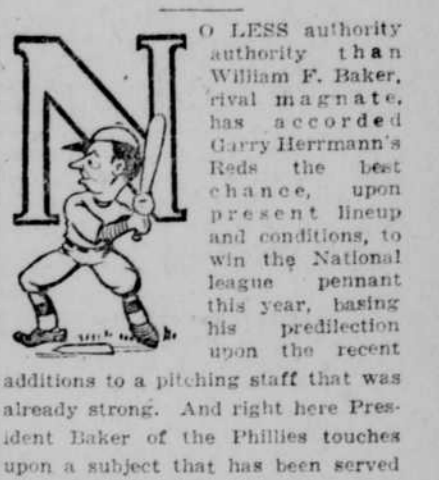 NO LESS authority
authority than
William F. Baker,
rival magnate,
has accorded
Garry Herrmann's
Reds the best
chance, upon
present lineup
and conditions, to
win the National
league pennant
this year, basing
his predilection
upon the recent
additions to a pitching staff that was
already strong. And right here Pres-
ident Baker of the Phillies touches
upon a subject that has been served